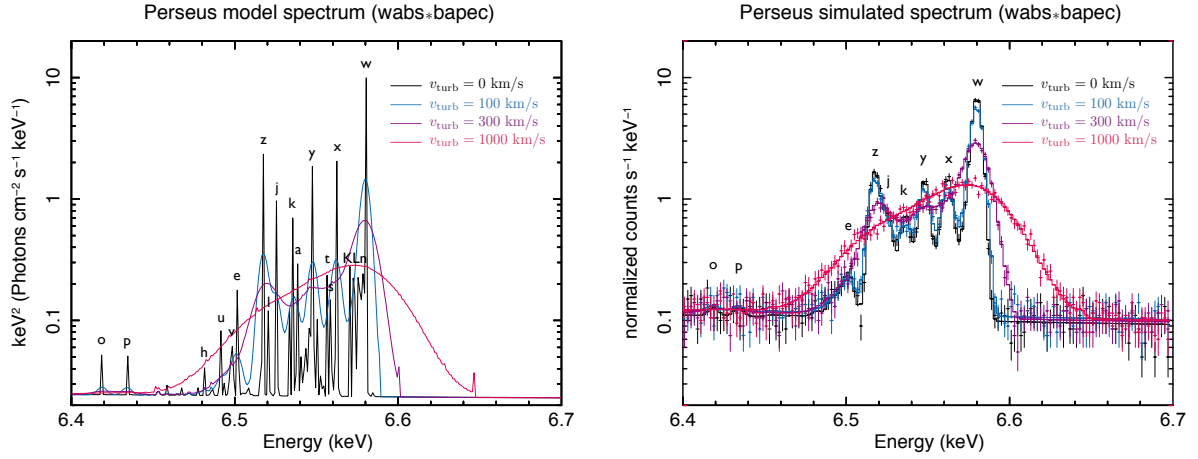 Perseus model spectrum (wabs*bapec)
keV² (Photons cm⁻² s⁻¹ keV⁻¹)
10
1
0.1
v_turb = 0 km/s
v_turb = 100 km/s
v_turb = 300 km/s
v_turb = 1000 km/s
w
z
y
x
j
k
a
t
K L n
s
e
u
v
h
o
p
i
6.4
6.5
6.6
6.7
Energy (keV)
Perseus simulated spectrum (wabs*bapec)
normalized counts s⁻¹ keV⁻¹
10
1
0.1
v_turb = 0 km/s
v_turb = 100 km/s
v_turb = 300 km/s
v_turb = 1000 km/s
w
z
j
k
y
x
e
o
p
6.4
6.5
6.6
6.7
Energy (keV)